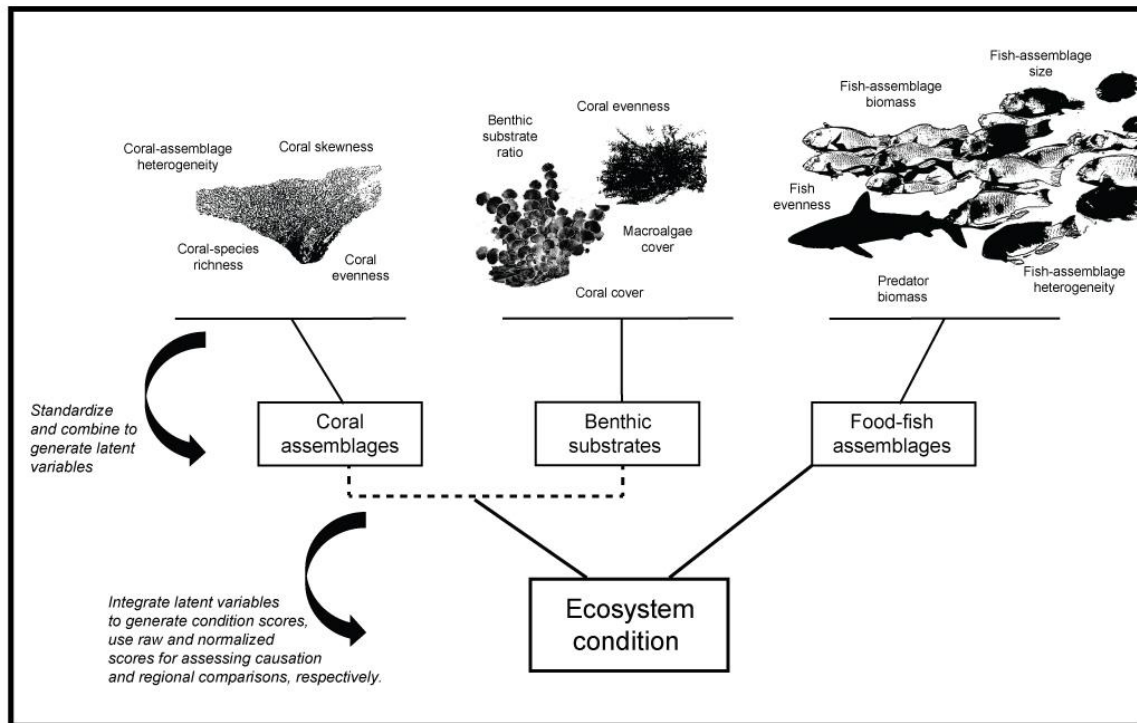 Coral-assemblage
heterogeneity
Coral skewness
Coral-species
richness
Coral
evenness
Benthic
substrate
ratio
Coral evenness
Macroalgae
cover
Coral cover
Fish-assemblage
biomass
Fish-assemblage
size
Fish
evenness
Predator
biomass
Fish-assemblage
heterogeneity
Standardize
and combine to
generate latent
variables
Coral
assemblages
Benthic
substrates
Food-fish
assemblages
Integrate latent variables
to generate condition scores,
use raw and normalized
scores for assessing causation
and regional comparisons, respectively.
Ecosystem
condition